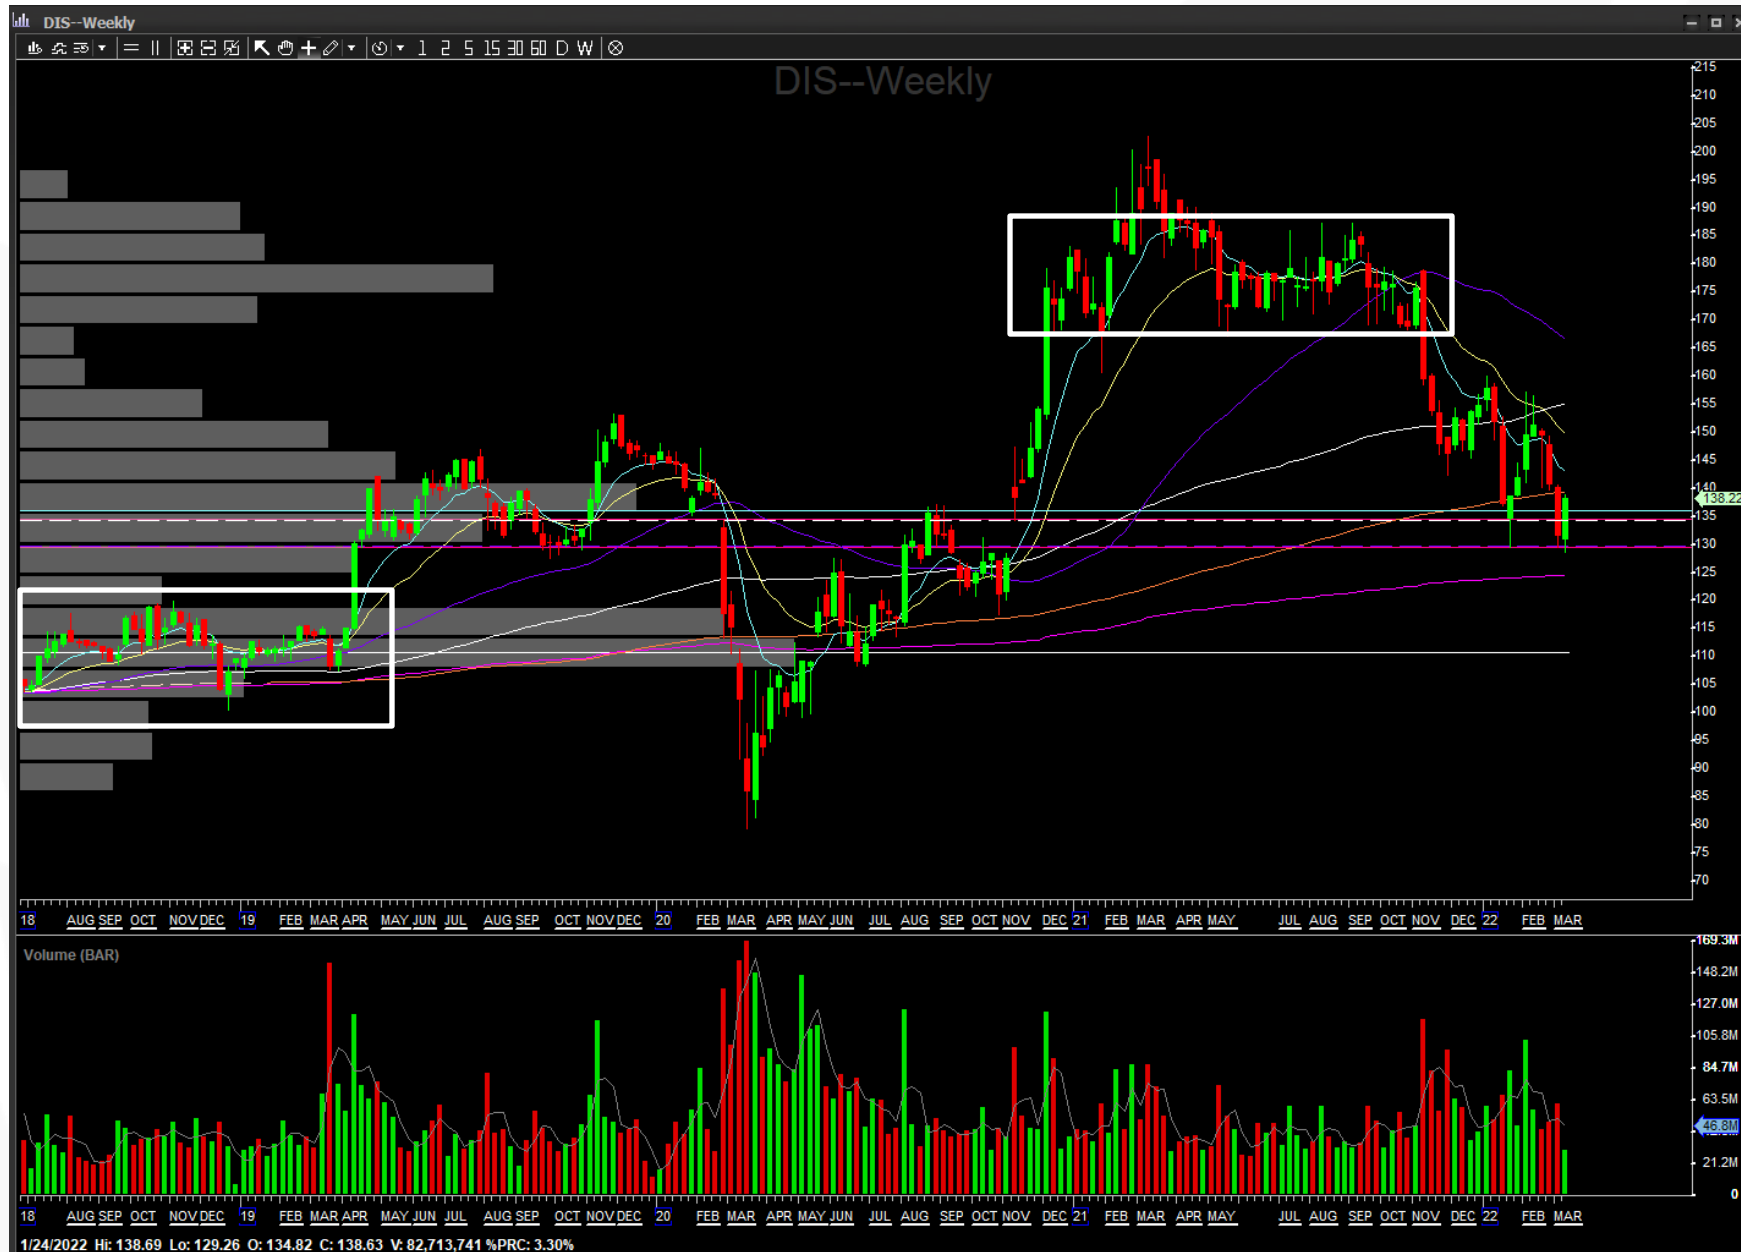 DIS--Weekly
1 2 5 15 30 60 D W
DIS--Weekly
215
210
205
200
195
190
185
180
175
170
165
160
155
150
145
140
138.22
135
130
125
120
115
110
105
100
95
90
85
80
75
70
18 AUG SEP OCT NOV DEC 19 FEB MAR APR MAY JUN JUL AUG SEP OCT NOV DEC 20 FEB MAR APR MAY JUN JUL AUG SEP OCT NOV DEC 21 FEB MAR APR MAY JUL AUG SEP OCT NOV DEC 22 FEB MAR
Volume (BAR)
169.3M
148.2M
127.0M
105.8M
84.7M
63.5M
46.8M
21.2M
0
18 AUG SEP OCT NOV DEC 19 FEB MAR APR MAY JUN JUL AUG SEP OCT NOV DEC 20 FEB MAR APR MAY JUN JUL AUG SEP OCT NOV DEC 21 FEB MAR APR MAY JUL AUG SEP OCT NOV DEC 22 FEB MAR
1/24/2022 Hi: 138.69 Lo: 129.26 O: 134.82 C: 138.63 V: 82,713,741 %PRC: 3.30%